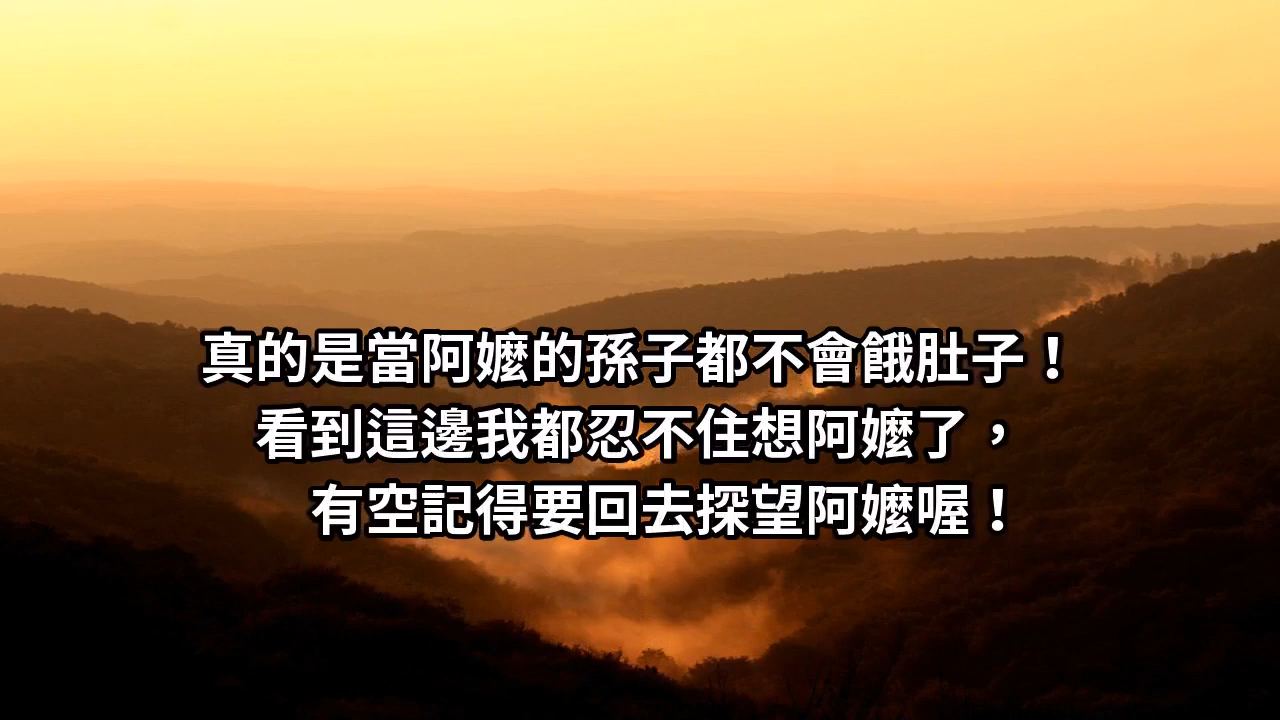 真的是當阿嬤的孫子都不會餓肚子！
看到這邊我都忍不住想阿嬤了，
有空記得要回去探望阿嬤喔！